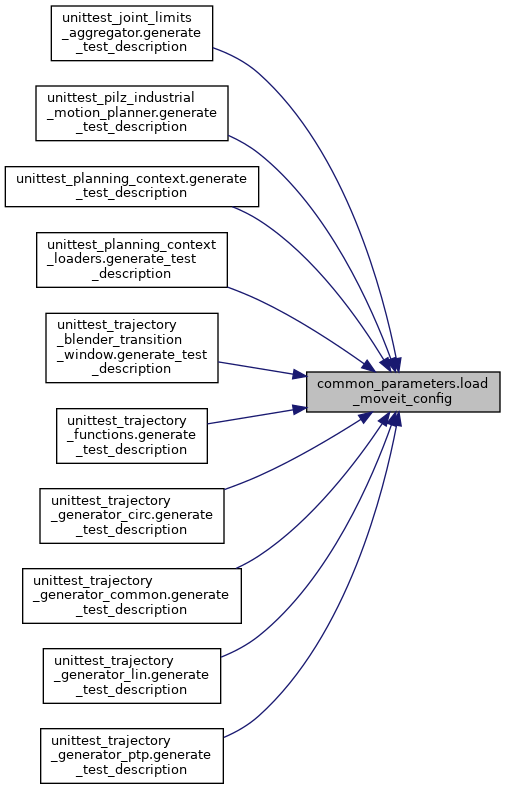 unittest_joint_limits
_aggregator.generate
_test_description
unittest_pilz_industrial
_motion_planner.generate
_test_description
unittest_planning_context.generate
_test_description
unittest_planning_context
_loaders.generate_test
_description
unittest_trajectory
_blender_transition
_window.generate_test
_description
common_parameters.load
_moveit_config
unittest_trajectory
_functions.generate
_test_description
unittest_trajectory
_generator_circ.generate
_test_description
unittest_trajectory
_generator_common.generate
_test_description
unittest_trajectory
_generator_lin.generate
_test_description
unittest_trajectory
_generator_ptp.generate
_test_description